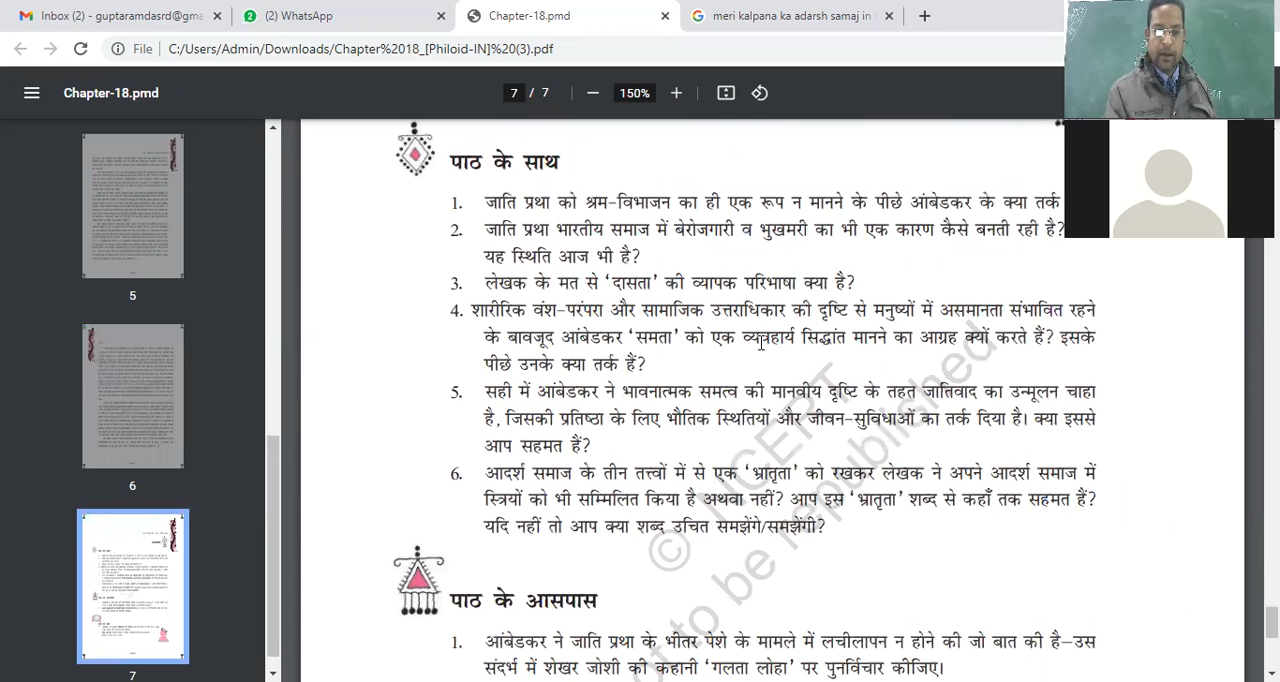 Inbox (2) - guptaramdasrd@gma
(2) WhatsApp
Chapter-18.pmd
meri kalpana ka adarsh samaj in
File C:/Users/Admin/Downloads/Chapter%2018_[Philoid-IN]%20(3).pdf
Chapter-18.pmd
7 / 7
150%
पाठ के साथ
1. जाति प्रथा को श्रम-विभाजन का ही एक रूप न मानने के पीछे आंबेडकर के क्या तर्क
2. जाति प्रथा भारतीय समाज में बेरोजगारी व भुखमरी का भी एक कारण कैसे बनती रही है?
यह स्थिति आज भी है?
3. लेखक के मत से ‘दासता’ की व्यापक परिभाषा क्या है?
4. शारीरिक वंश-परंपरा और सामाजिक उत्तराधिकार की दृष्टि से मनुष्यों में असमानता संभावित रहने
के बावजूद आंबेडकर ‘समता’ को एक व्यवहार्य सिद्धांत मानने का आग्रह क्यों करते हैं? इसके
पीछे उनके क्या तर्क हैं?
5. सही में आंबेडकर ने भावनात्मक समत्व की मानवीय दृष्टि के तहत जातिवाद का उन्मूलन चाहा
है, जिसकी प्रतिष्ठा के लिए भौतिक स्थितियों और जीवन-सुविधाओं का तर्क दिया है। क्या इससे
आप सहमत हैं?
6. आदर्श समाज के तीन तत्त्वों में से एक ‘भ्रातृता’ को रखकर लेखक ने अपने आदर्श समाज में
स्त्रियों को भी सम्मिलित किया है अथवा नहीं? आप इस ‘भ्रातृता’ शब्द से कहाँ तक सहमत हैं?
यदि नहीं तो आप क्या शब्द उचित समझेंगे/समझेंगी?
पाठ के आसपास
1. आंबेडकर ने जाति प्रथा के भीतर पेशे के मामले में लचीलापन न होने की जो बात की है—उस
संदर्भ में शेखर जोशी की कहानी ‘गलता लोहा’ पर पुनर्विचार कीजिए।
© NCERT
not to be republished
5
6
7